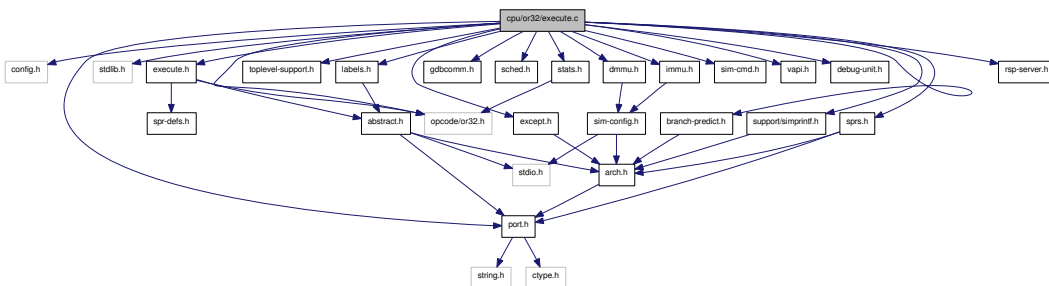 cpu/or32/execute.c
config.h
stdlib.h
execute.h
toplevel-support.h
labels.h
gdbcomm.h
sched.h
stats.h
dmmu.h
immu.h
sim-cmd.h
vapi.h
debug-unit.h
rsp-server.h
spr-defs.h
abstract.h
opcode/or32.h
except.h
sim-config.h
branch-predict.h
support/simprintf.h
sprs.h
stdio.h
arch.h
port.h
string.h
ctype.h